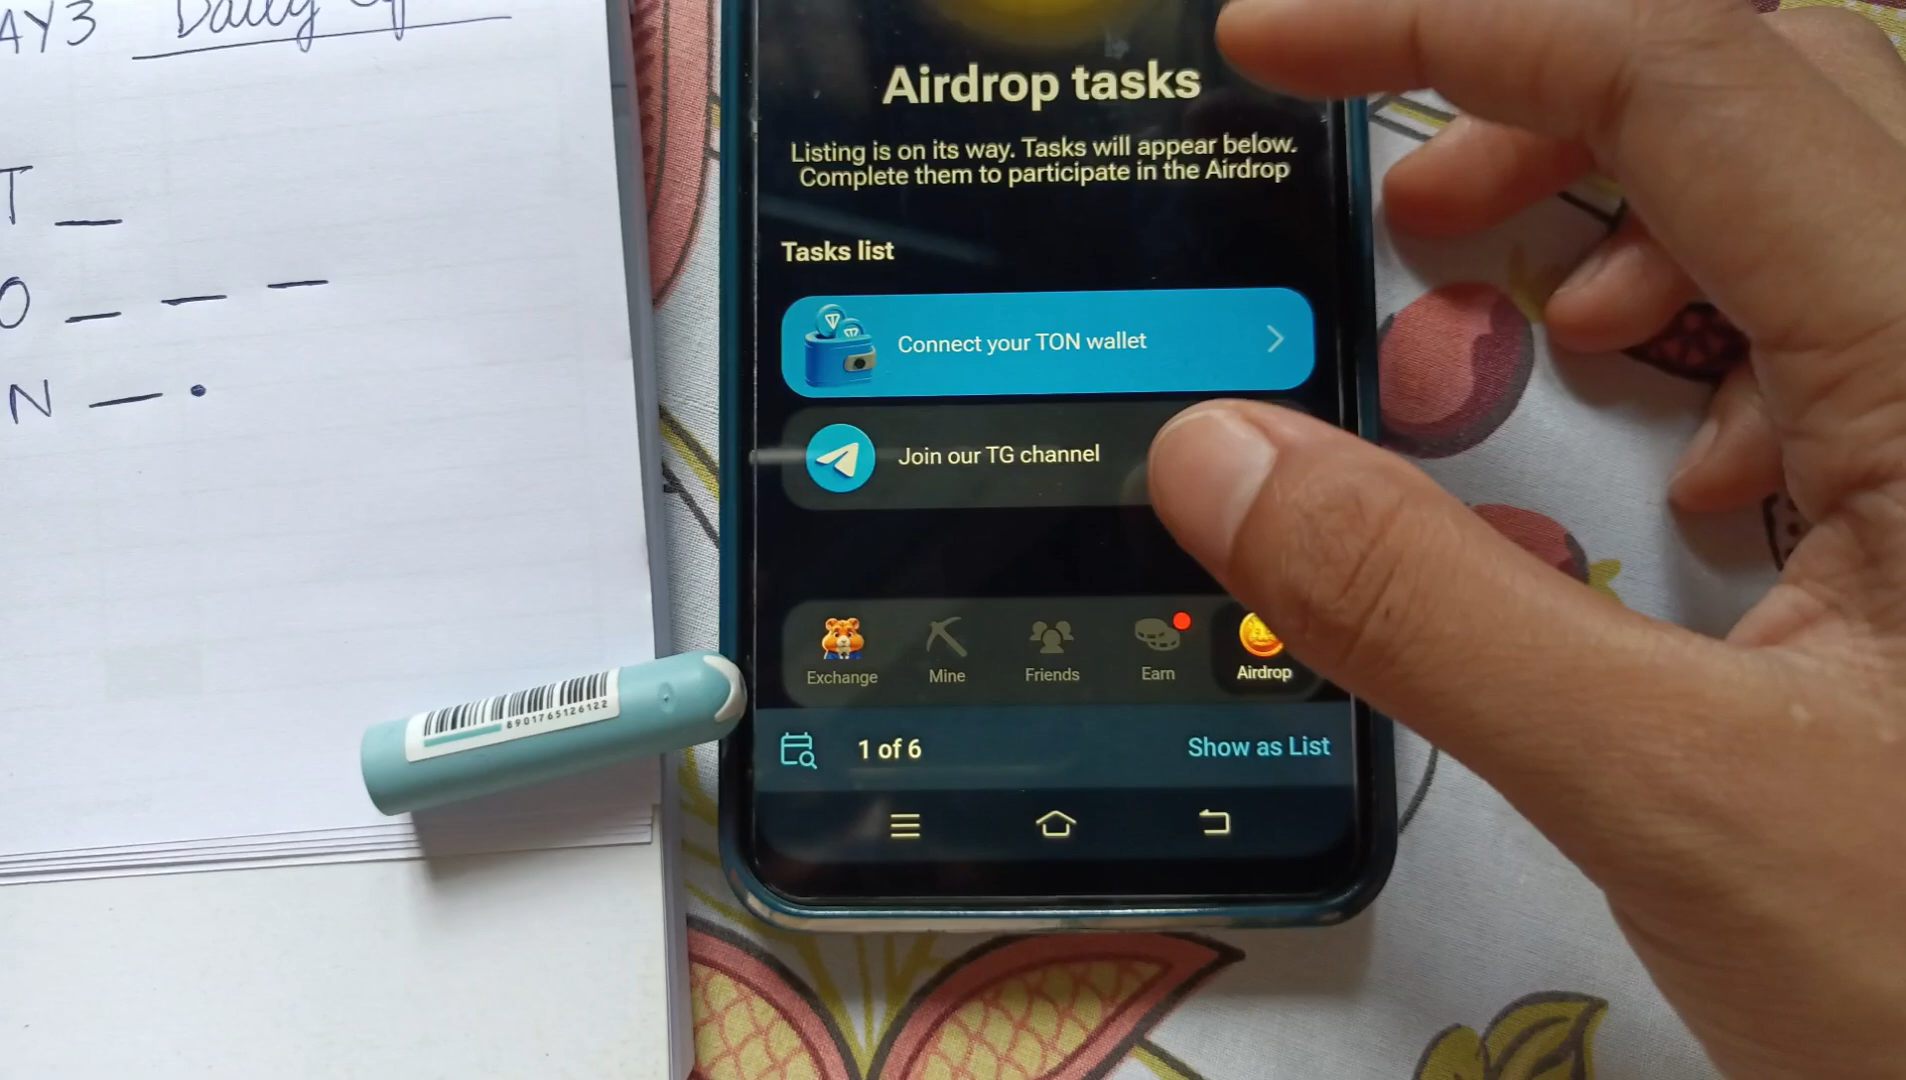 AY3 Daily
T —
O — — —
N — •
8901765126122
Airdrop tasks
Listing is on its way. Tasks will appear below.
Complete them to participate in the Airdrop
Tasks list
Connect your TON wallet
Join our TG channel
Exchange
Mine
Friends
Earn
Airdrop
1 of 6
Show as List